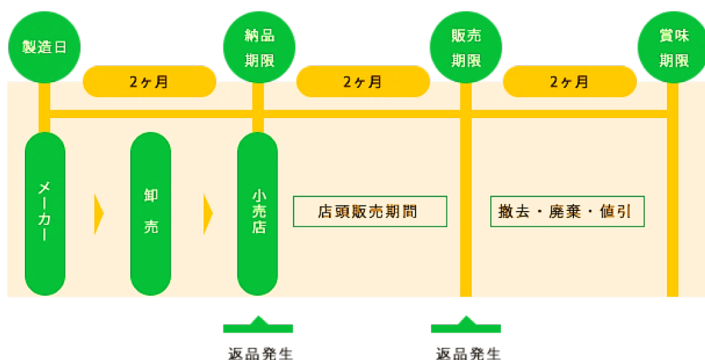 製造日
納品
期限
販売
期限
賞味
期限
2ヶ月
2ヶ月
2ヶ月
メーカー
卸売
小売店
店頭販売期間
撤去・廃棄・値引
返品発生
返品発生